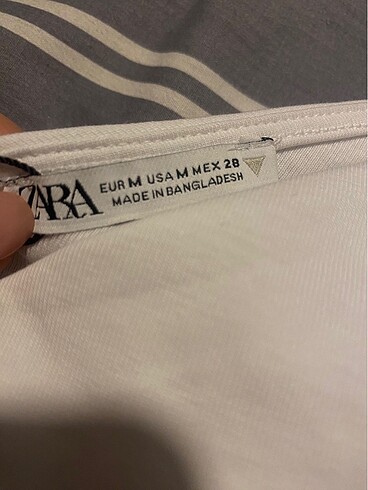 ZARA
EUR M USA M MEX 28
MADE IN BANGLADESH